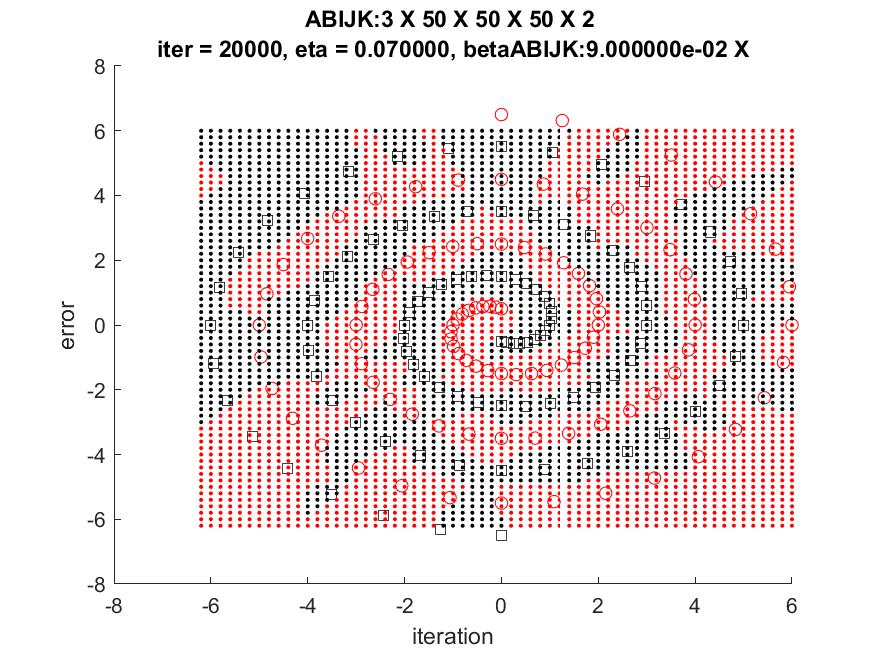 ABIJK:3 X 50 X 50 X 50 X 2
iter = 20000, eta = 0.070000, betaABIJK:9.000000e-02 X
8
6
4
2
0
-2
-4
-6
-8
error
-8 -6 -4 -2 0 2 4 6
iteration